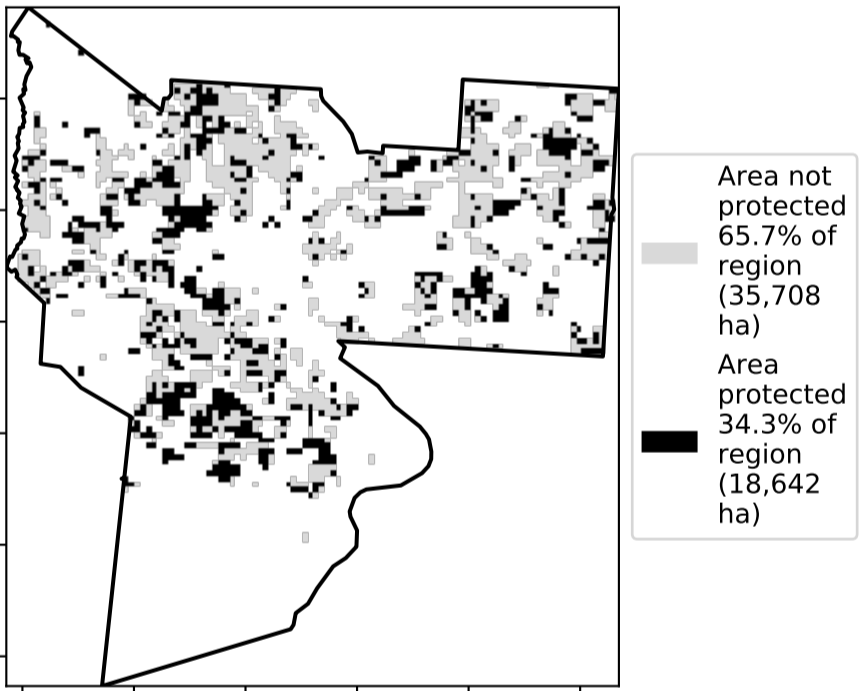 Area not
protected
65.7% of
region
(35,708
ha)
Area
protected
34.3% of
region
(18,642
ha)